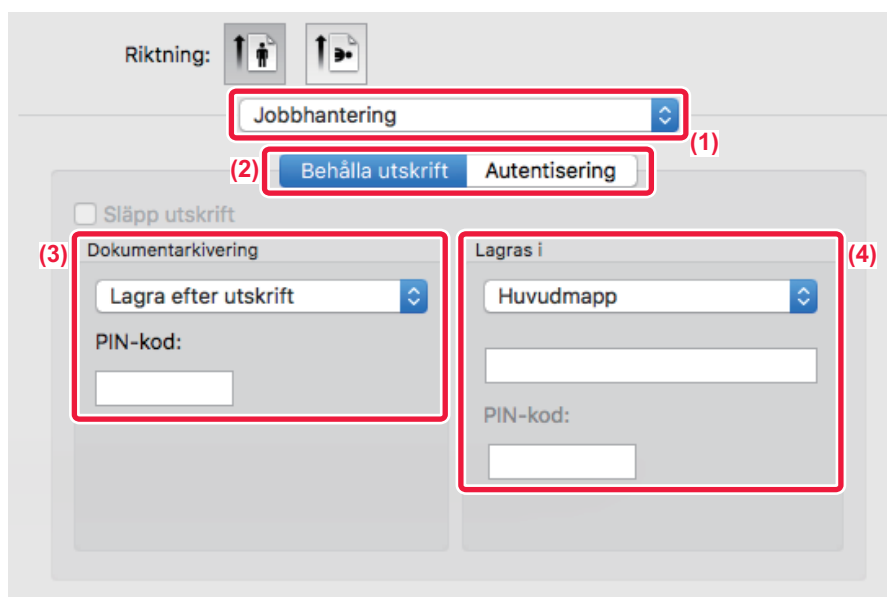 Riktning:
Jobbhantering
(1)
(2)
Behålla utskrift Autentisering
Släpp utskrift
(3)
Dokumentarkivering
Lagra efter utskrift
PIN-kod:
Lagras i
(4)
Huvudmapp
PIN-kod: